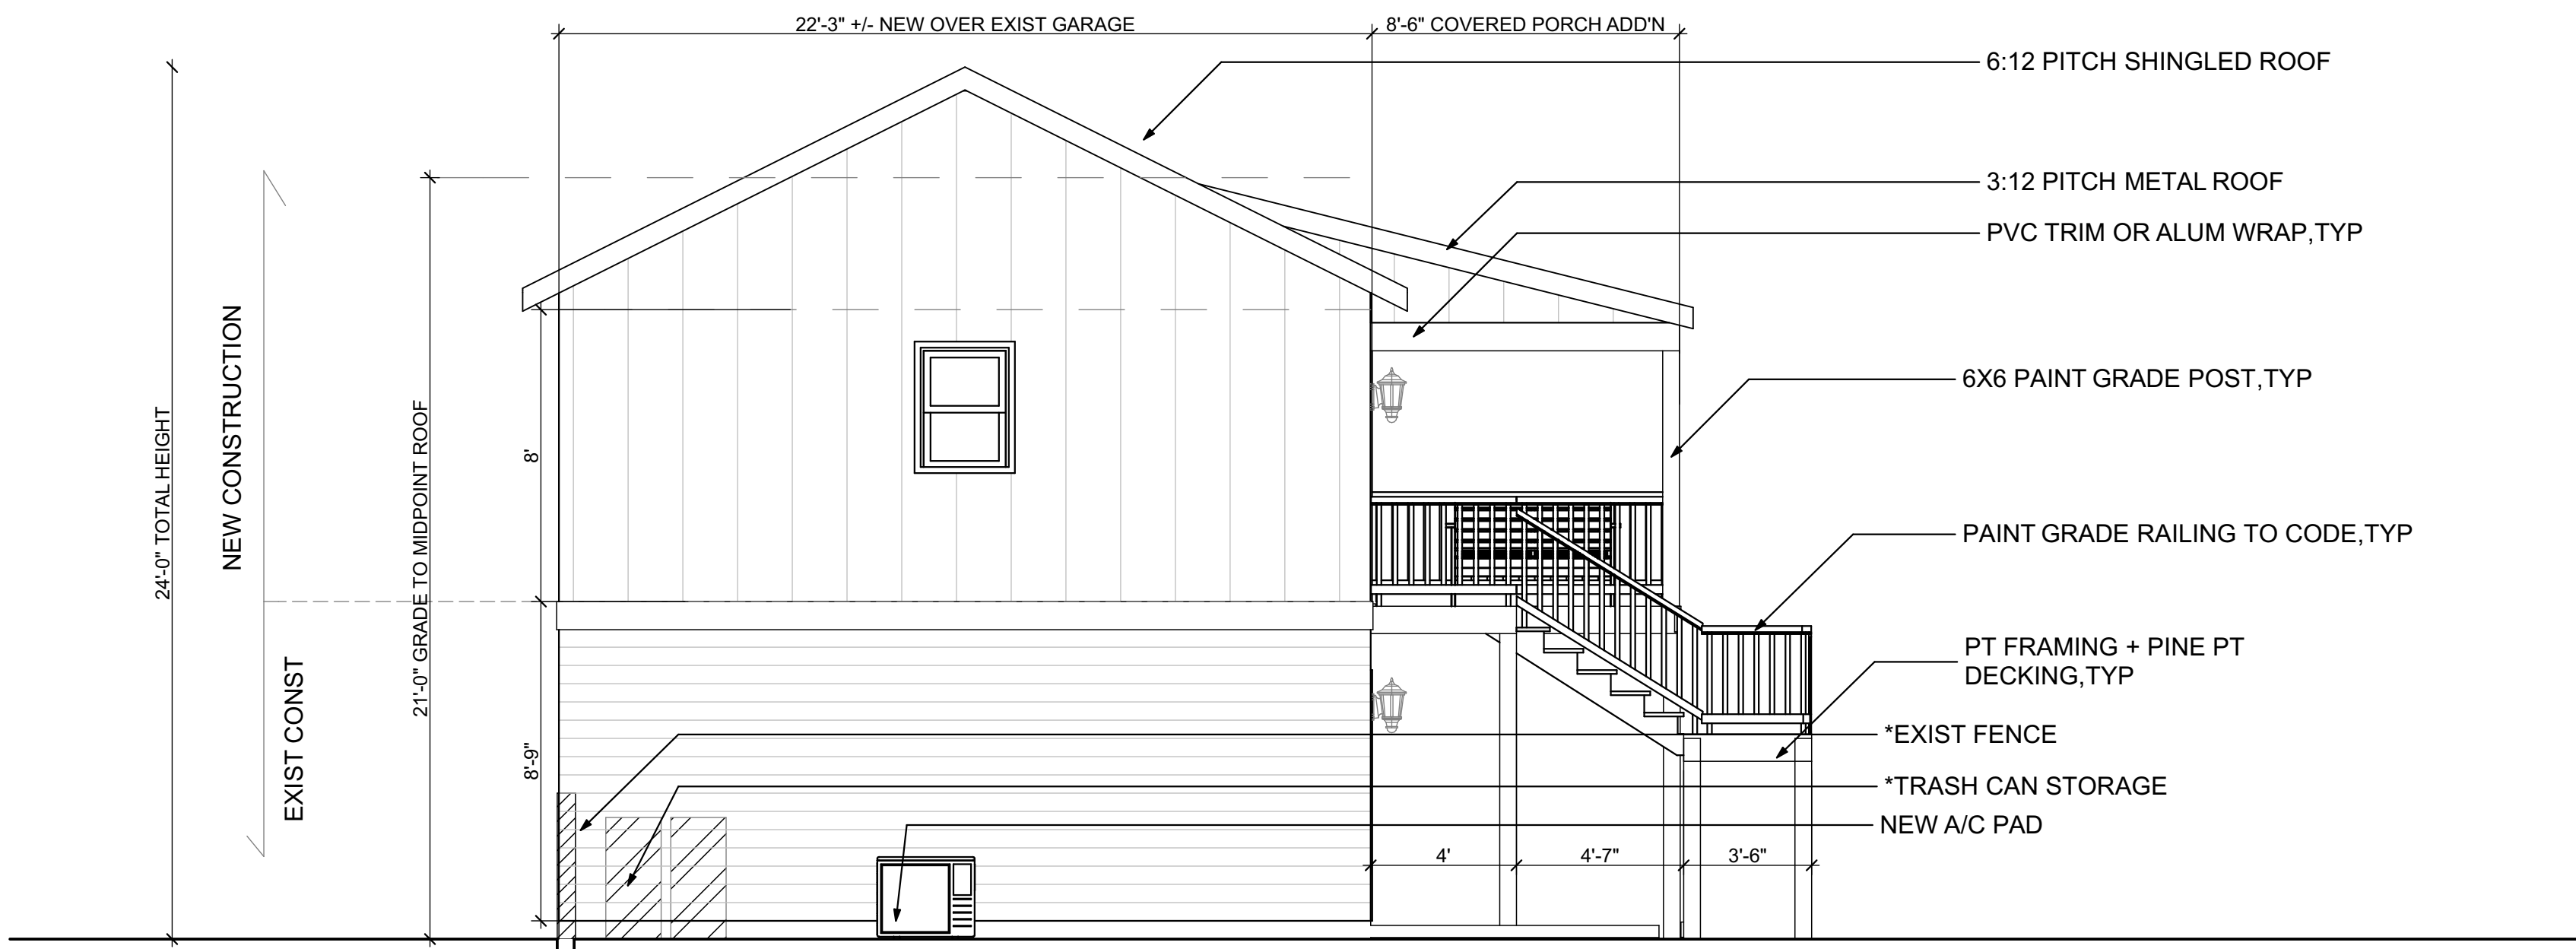 22'-3" +/- NEW OVER EXIST GARAGE
8'-6" COVERED PORCH ADD'N
6:12 PITCH SHINGLED ROOF
3:12 PITCH METAL ROOF
PVC TRIM OR ALUM WRAP,TYP
6X6 PAINT GRADE POST,TYP
PAINT GRADE RAILING TO CODE,TYP
PT FRAMING + PINE PT
DECKING,TYP
*EXIST FENCE
*TRASH CAN STORAGE
NEW A/C PAD
24'-0" TOTAL HEIGHT
NEW CONSTRUCTION
EXIST CONST
21'-0" GRADE TO MIDPOINT ROOF
8'
8'-9"
4'
4'-7"
3'-6"